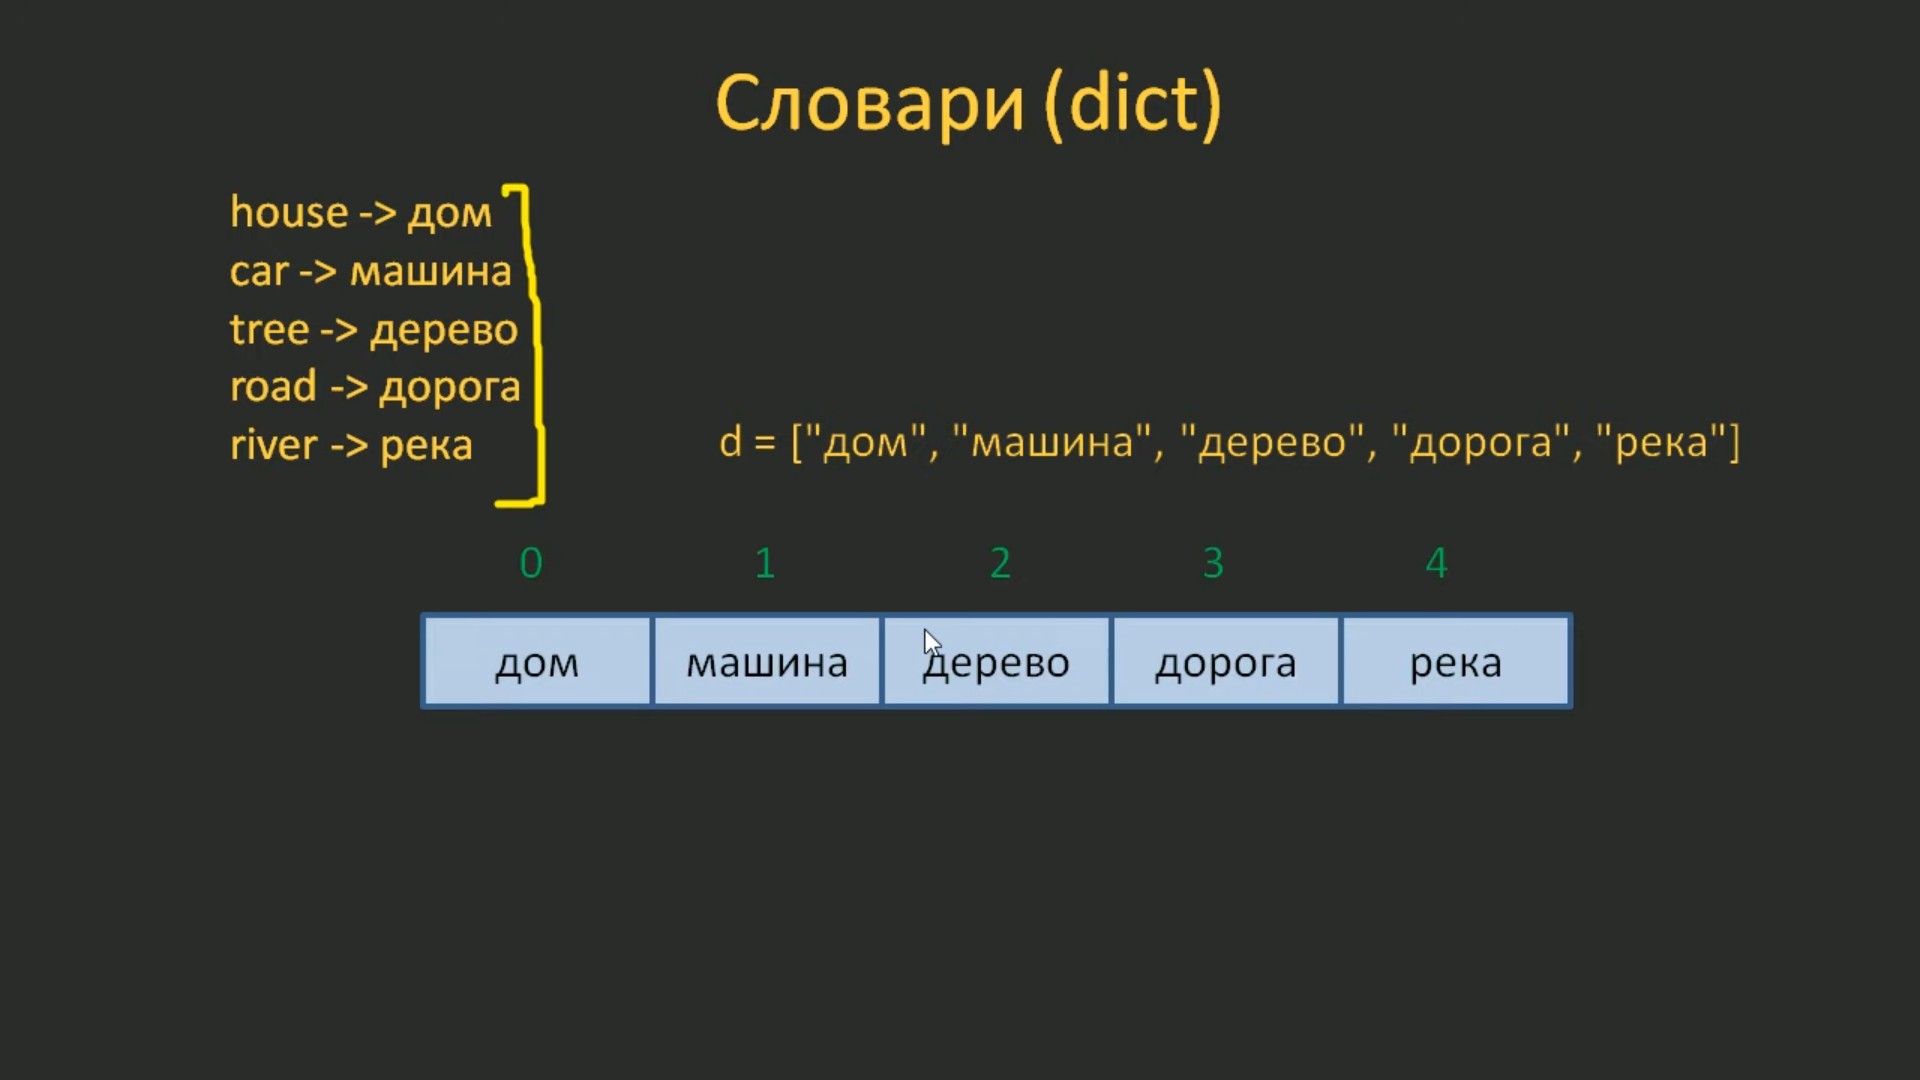 Словари (dict)
house -> дом
car -> машина
tree -> дерево
road -> дорога
river -> река
d = ["дом", "машина", "дерево", "дорога", "река"]
0 1 2 3 4
дом машина дерево дорога река